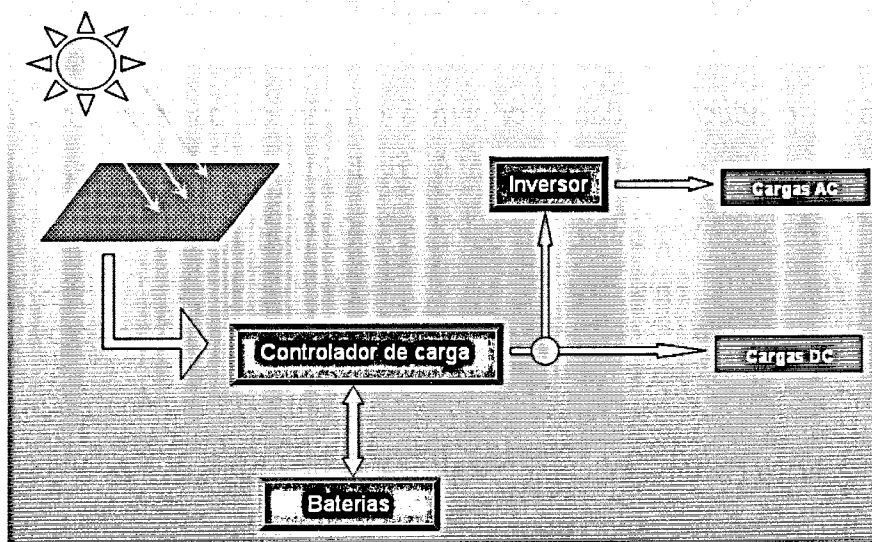 Inversor
Cargas AC
Controlador de carga
Cargas DC
Baterias